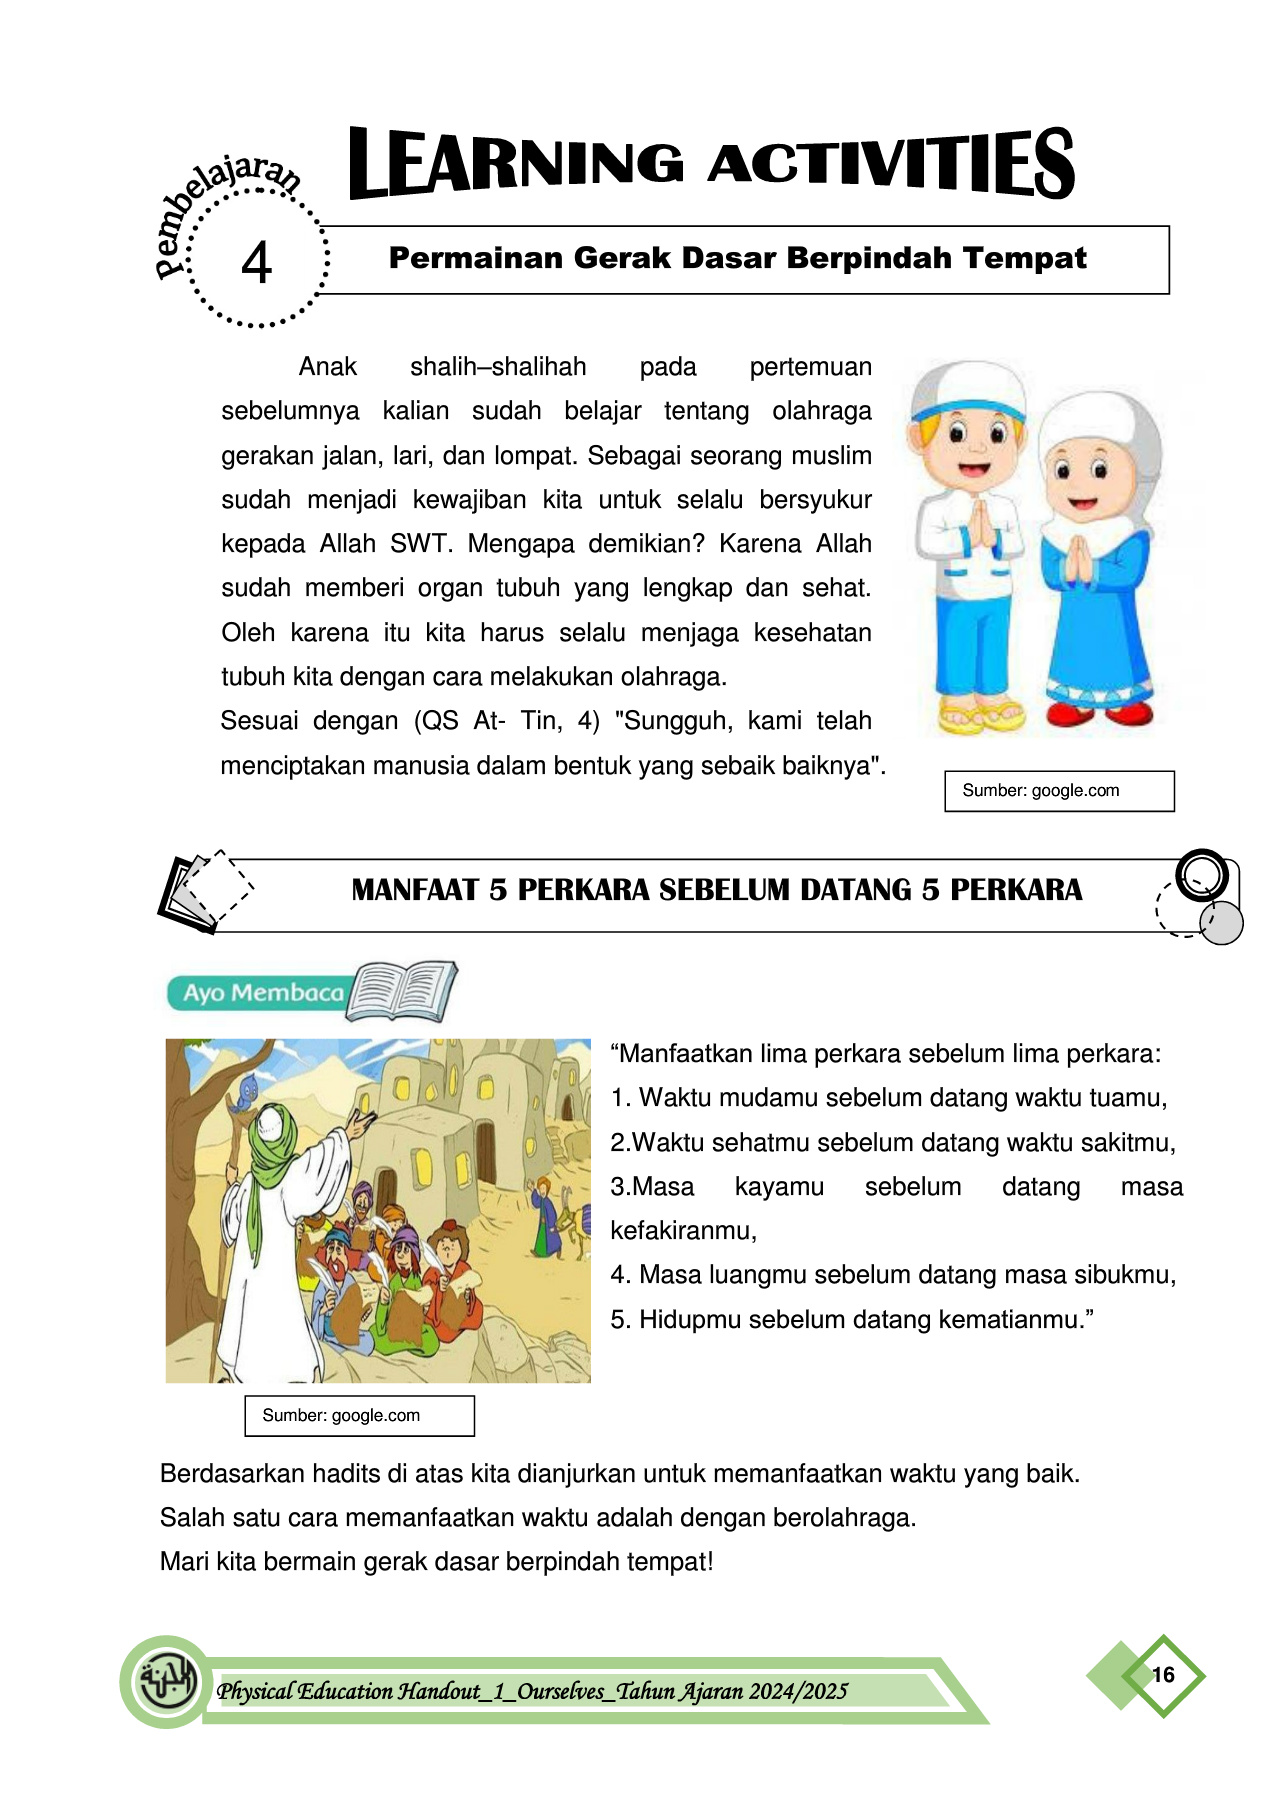 LEARNING ACTIVITIES
Pembelajaran
4
Permainan Gerak Dasar Berpindah Tempat
Anak shalih–shalihah pada pertemuan
sebelumnya kalian sudah belajar tentang olahraga
gerakan jalan, lari, dan lompat. Sebagai seorang muslim
sudah menjadi kewajiban kita untuk selalu bersyukur
kepada Allah SWT. Mengapa demikian? Karena Allah
sudah memberi organ tubuh yang lengkap dan sehat.
Oleh karena itu kita harus selalu menjaga kesehatan
tubuh kita dengan cara melakukan olahraga.
Sesuai dengan (QS At- Tin, 4) "Sungguh, kami telah
menciptakan manusia dalam bentuk yang sebaik baiknya".
Sumber: google.com
MANFAAT 5 PERKARA SEBELUM DATANG 5 PERKARA
Ayo Membaca
“Manfaatkan lima perkara sebelum lima perkara:
1. Waktu mudamu sebelum datang waktu tuamu,
2.Waktu sehatmu sebelum datang waktu sakitmu,
3.Masa kayamu sebelum datang masa
kefakiranmu,
4. Masa luangmu sebelum datang masa sibukmu,
5. Hidupmu sebelum datang kematianmu.”
Sumber: google.com
Berdasarkan hadits di atas kita dianjurkan untuk memanfaatkan waktu yang baik.
Salah satu cara memanfaatkan waktu adalah dengan berolahraga.
Mari kita bermain gerak dasar berpindah tempat!
Physical Education Handout_1_Ourselves_Tahun Ajaran 2024/2025
16